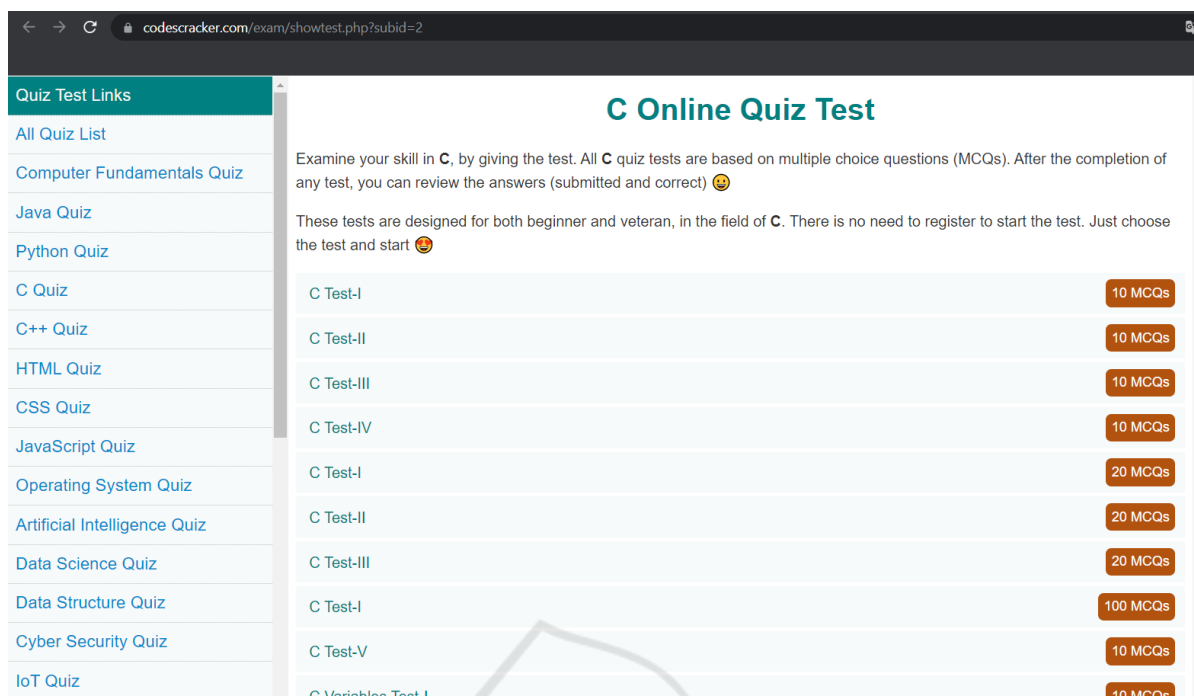 codescracker.com/exam/showtest.php?subid=2
Quiz Test Links
All Quiz List
Computer Fundamentals Quiz
Java Quiz
Python Quiz
C Quiz
C++ Quiz
HTML Quiz
CSS Quiz
JavaScript Quiz
Operating System Quiz
Artificial Intelligence Quiz
Data Science Quiz
Data Structure Quiz
Cyber Security Quiz
IoT Quiz
C Online Quiz Test
Examine your skill in C, by giving the test. All C quiz tests are based on multiple choice questions (MCQs). After the completion of
any test, you can review the answers (submitted and correct) 😀
These tests are designed for both beginner and veteran, in the field of C. There is no need to register to start the test. Just choose
the test and start 🤩
C Test-I 10 MCQs
C Test-II 10 MCQs
C Test-III 10 MCQs
C Test-IV 10 MCQs
C Test-I 20 MCQs
C Test-II 20 MCQs
C Test-III 20 MCQs
C Test-I 100 MCQs
C Test-V 10 MCQs
C Variables Test-I 10 MCQs